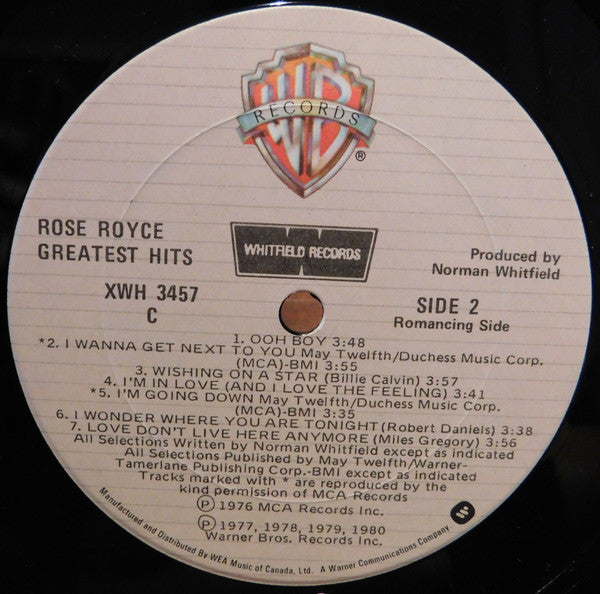 WB
RECORDS
®
ROSE ROYCE
GREATEST HITS
WHITFIELD RECORDS
Produced by
Norman Whitfield
XWH 3457
C
SIDE 2
Romancing Side
1. OOH BOY 3:48
*2. I WANNA GET NEXT TO YOU May Twelfth/Duchess Music Corp.
(MCA)-BMI 3:55
3. WISHING ON A STAR (Billie Calvin) 3:57
4. I'M IN LOVE (AND I LOVE THE FEELING) 3:41
*5. I'M GOING DOWN May Twelfth/Duchess Music Corp.
(MCA)-BMI 3:35
6. I WONDER WHERE YOU ARE TONIGHT (Robert Daniels) 3:38
7. LOVE DON'T LIVE HERE ANYMORE (Miles Gregory) 3:56
All Selections Written by Norman Whitfield except as indicated
All Selections Published by May Twelfth/Warner-
Tamerlane Publishing Corp.-BMI except as indicated
Tracks marked with * are reproduced by the
kind permission of MCA Records
℗ 1976 MCA Records Inc.
℗ 1977, 1978, 1979, 1980
Warner Bros. Records Inc.
Manufactured and Distributed By WEA Music of Canada, Ltd. A Warner Communications Company.